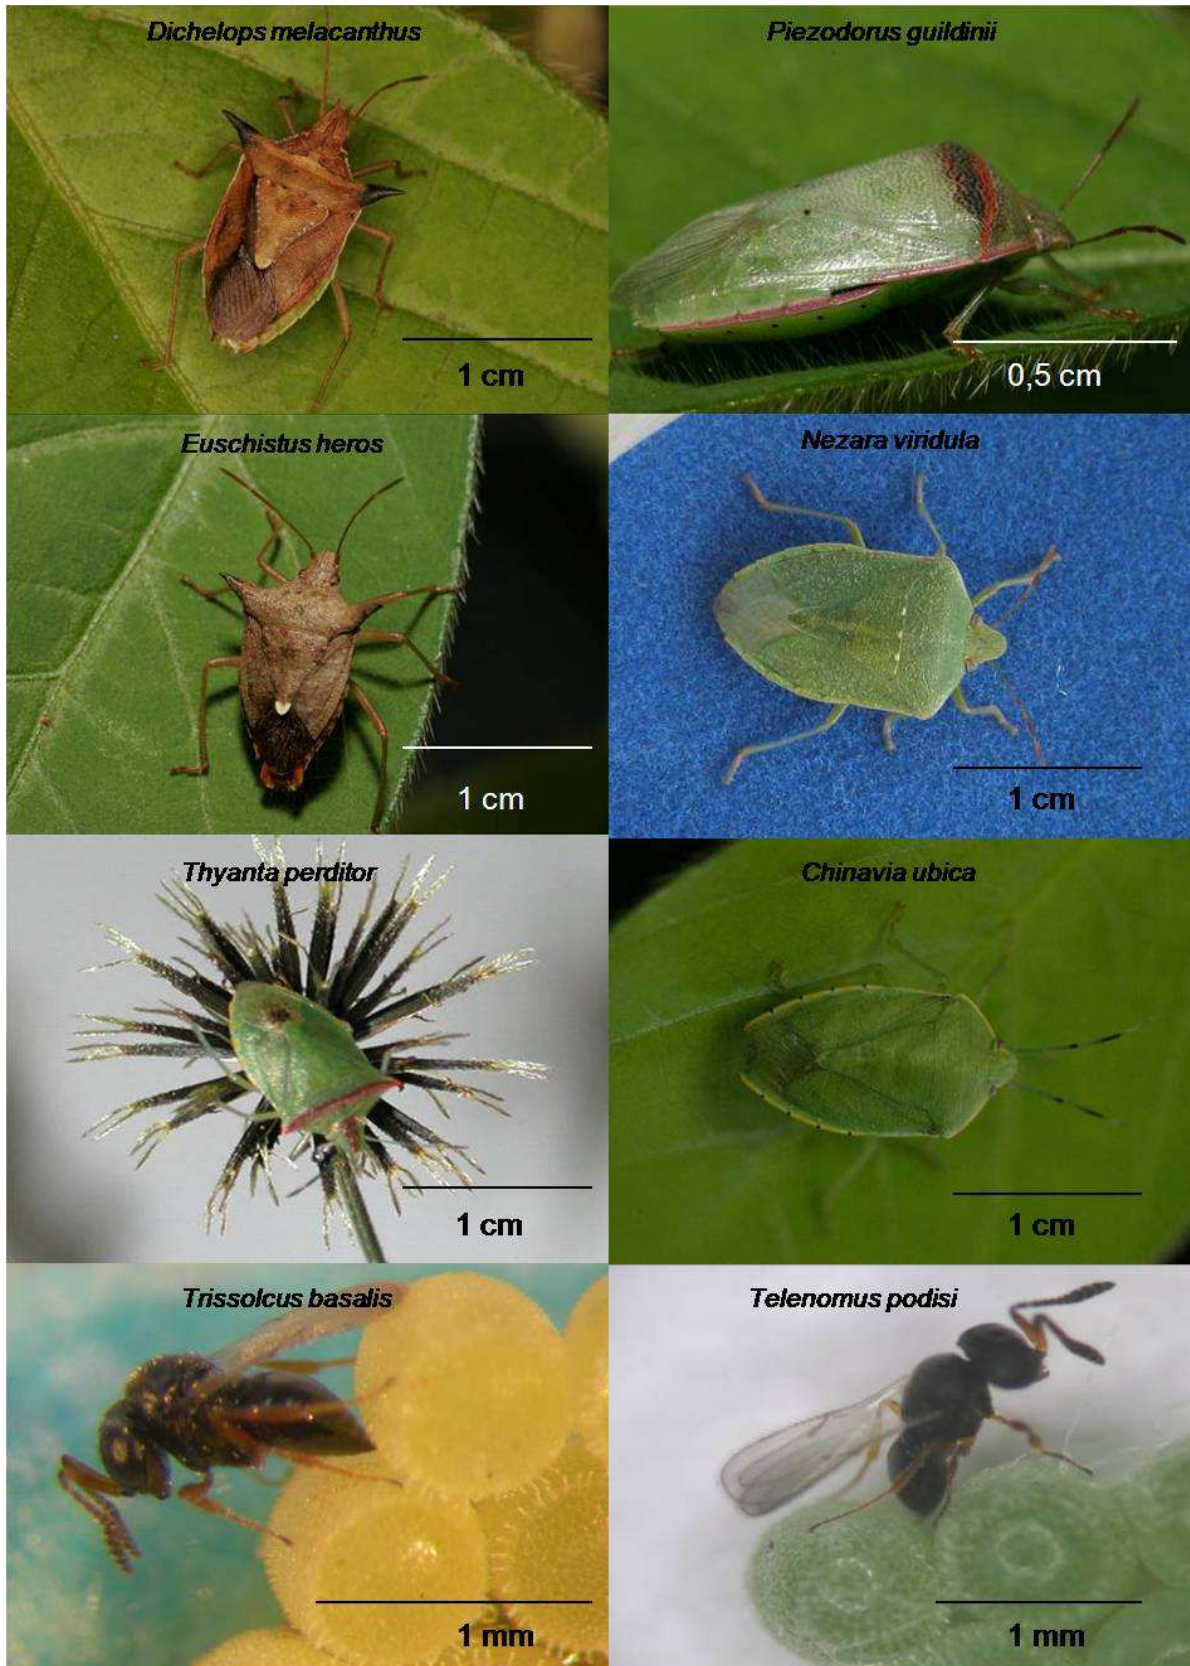 Dichelops melacanthus
Piezodorus guildinii
1 cm
0,5 cm
Euschistus heros
Nezara viridula
1 cm
1 cm
Thyanta perditor
Chinavia ubica
1 cm
1 cm
Trissolcus basalis
Telenomus podisi
1 mm
1 mm